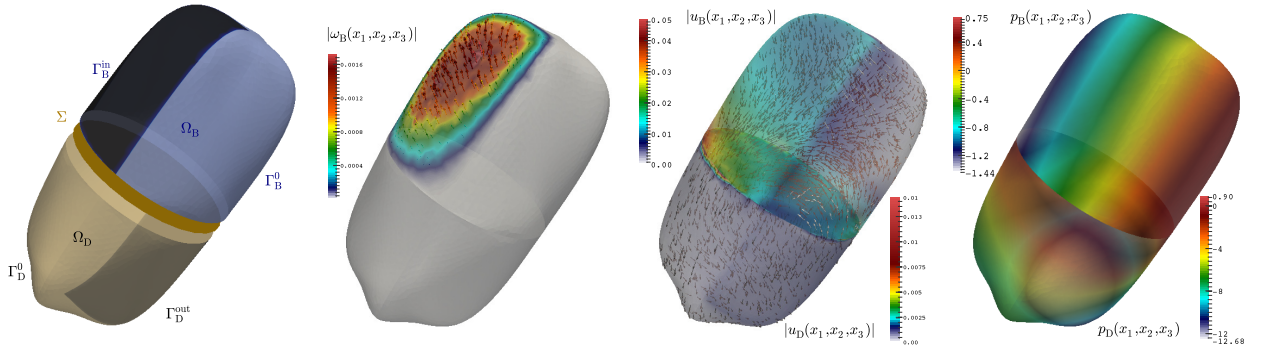 Γ_B^in
Σ
Ω_B
Γ_B^0
Ω_D
Γ_D^0
Γ_D^out
|ω_B(x_1,x_2,x_3)|
0.0016
0.0012
0.0008
0.0004
|u_B(x_1,x_2,x_3)|
0.05
0.04
0.03
0.02
0.01
0.00
0.01
0.013
0.01
0.0075
0.005
0.0025
0.00
|u_D(x_1,x_2,x_3)|
p_B(x_1,x_2,x_3)
0.75
0.4
-0
-0.8
-1.2
-1.44
0.90
0
-4
-8
-12
-12.68
p_D(x_1,x_2,x_3)